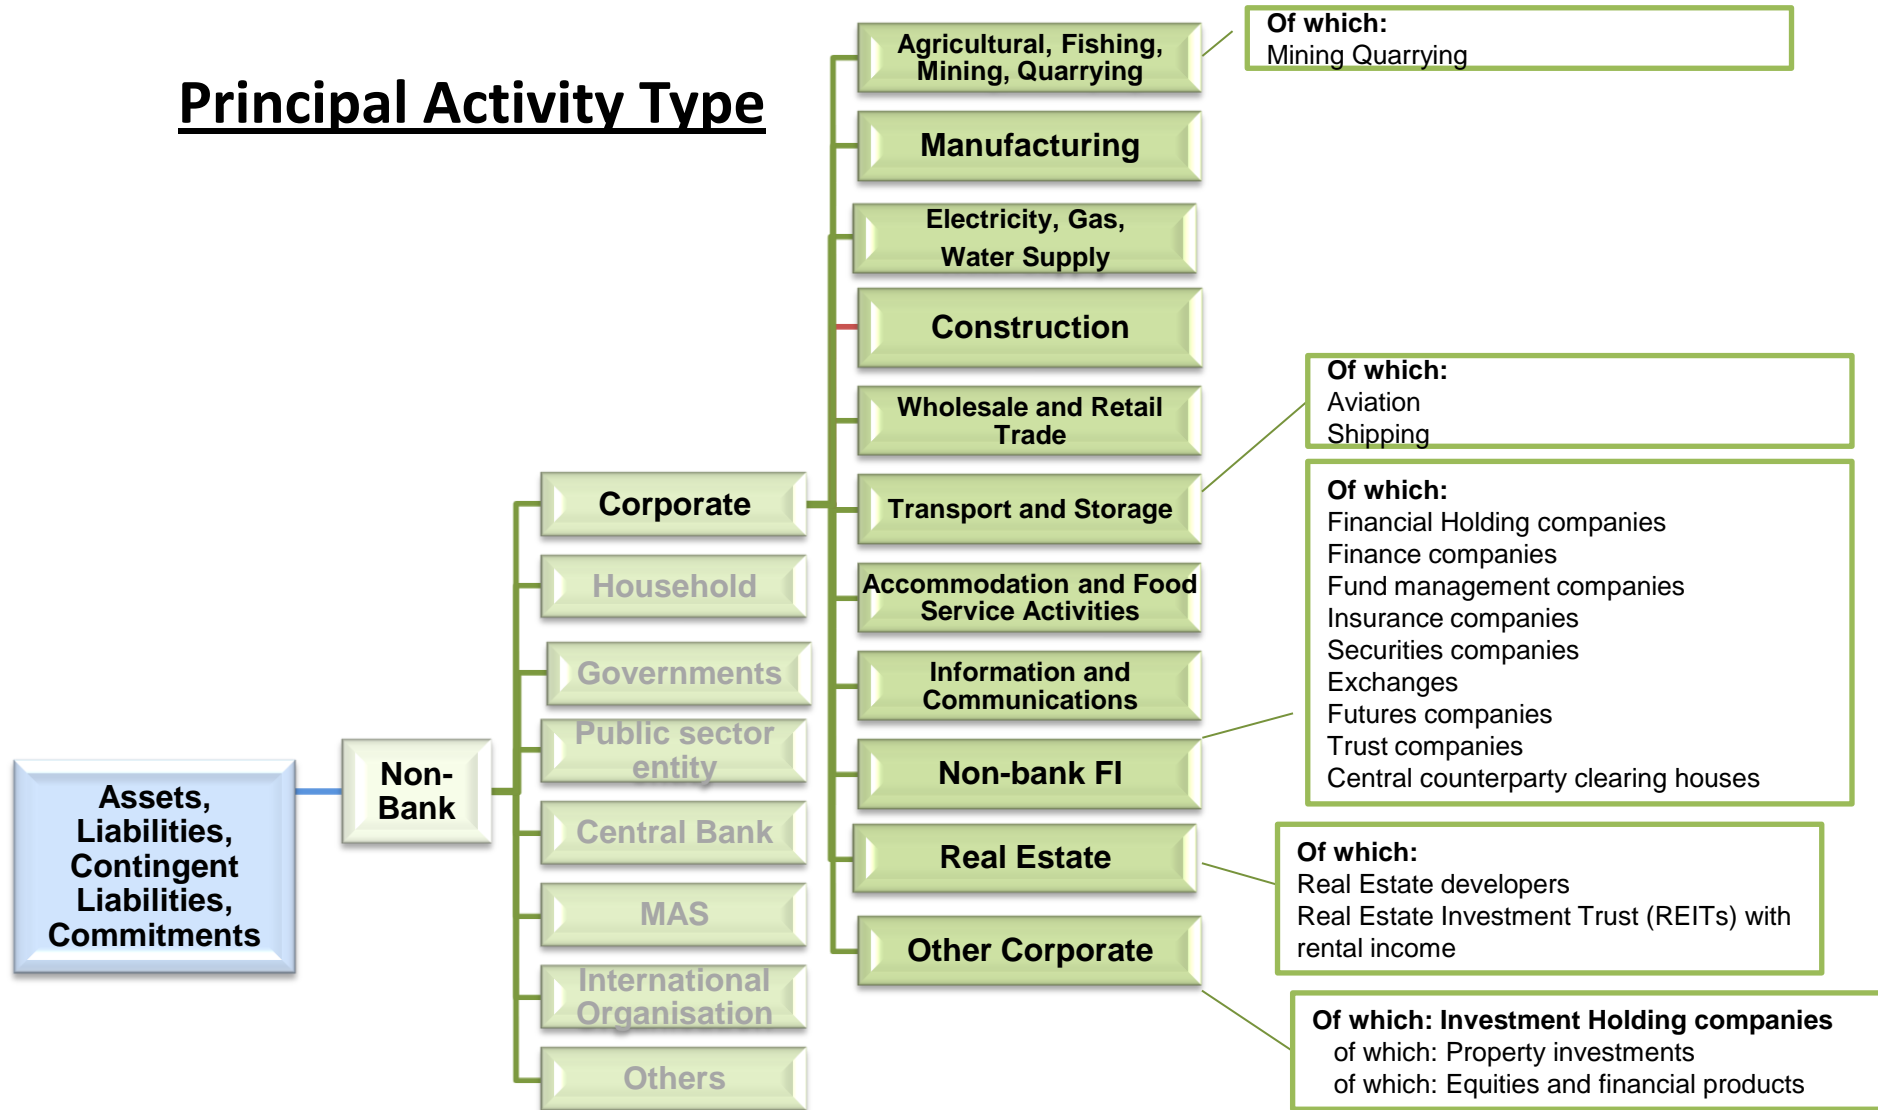 Principal Activity Type
Assets,
Liabilities,
Contingent
Liabilities,
Commitments
Non-
Bank
Corporate
Household
Governments
Public sector
entity
Central Bank
MAS
International
Organisation
Others
Agricultural, Fishing,
Mining, Quarrying
Manufacturing
Electricity, Gas,
Water Supply
Construction
Wholesale and Retail
Trade
Transport and Storage
Accommodation and Food
Service Activities
Information and
Communications
Non-bank FI
Real Estate
Other Corporate
Of which:
Mining Quarrying
Of which:
Aviation
Shipping
Of which:
Financial Holding companies
Finance companies
Fund management companies
Insurance companies
Securities companies
Exchanges
Futures companies
Trust companies
Central counterparty clearing houses
Of which:
Real Estate developers
Real Estate Investment Trust (REITs) with
rental income
Of which: Investment Holding companies
of which: Property investments
of which: Equities and financial products